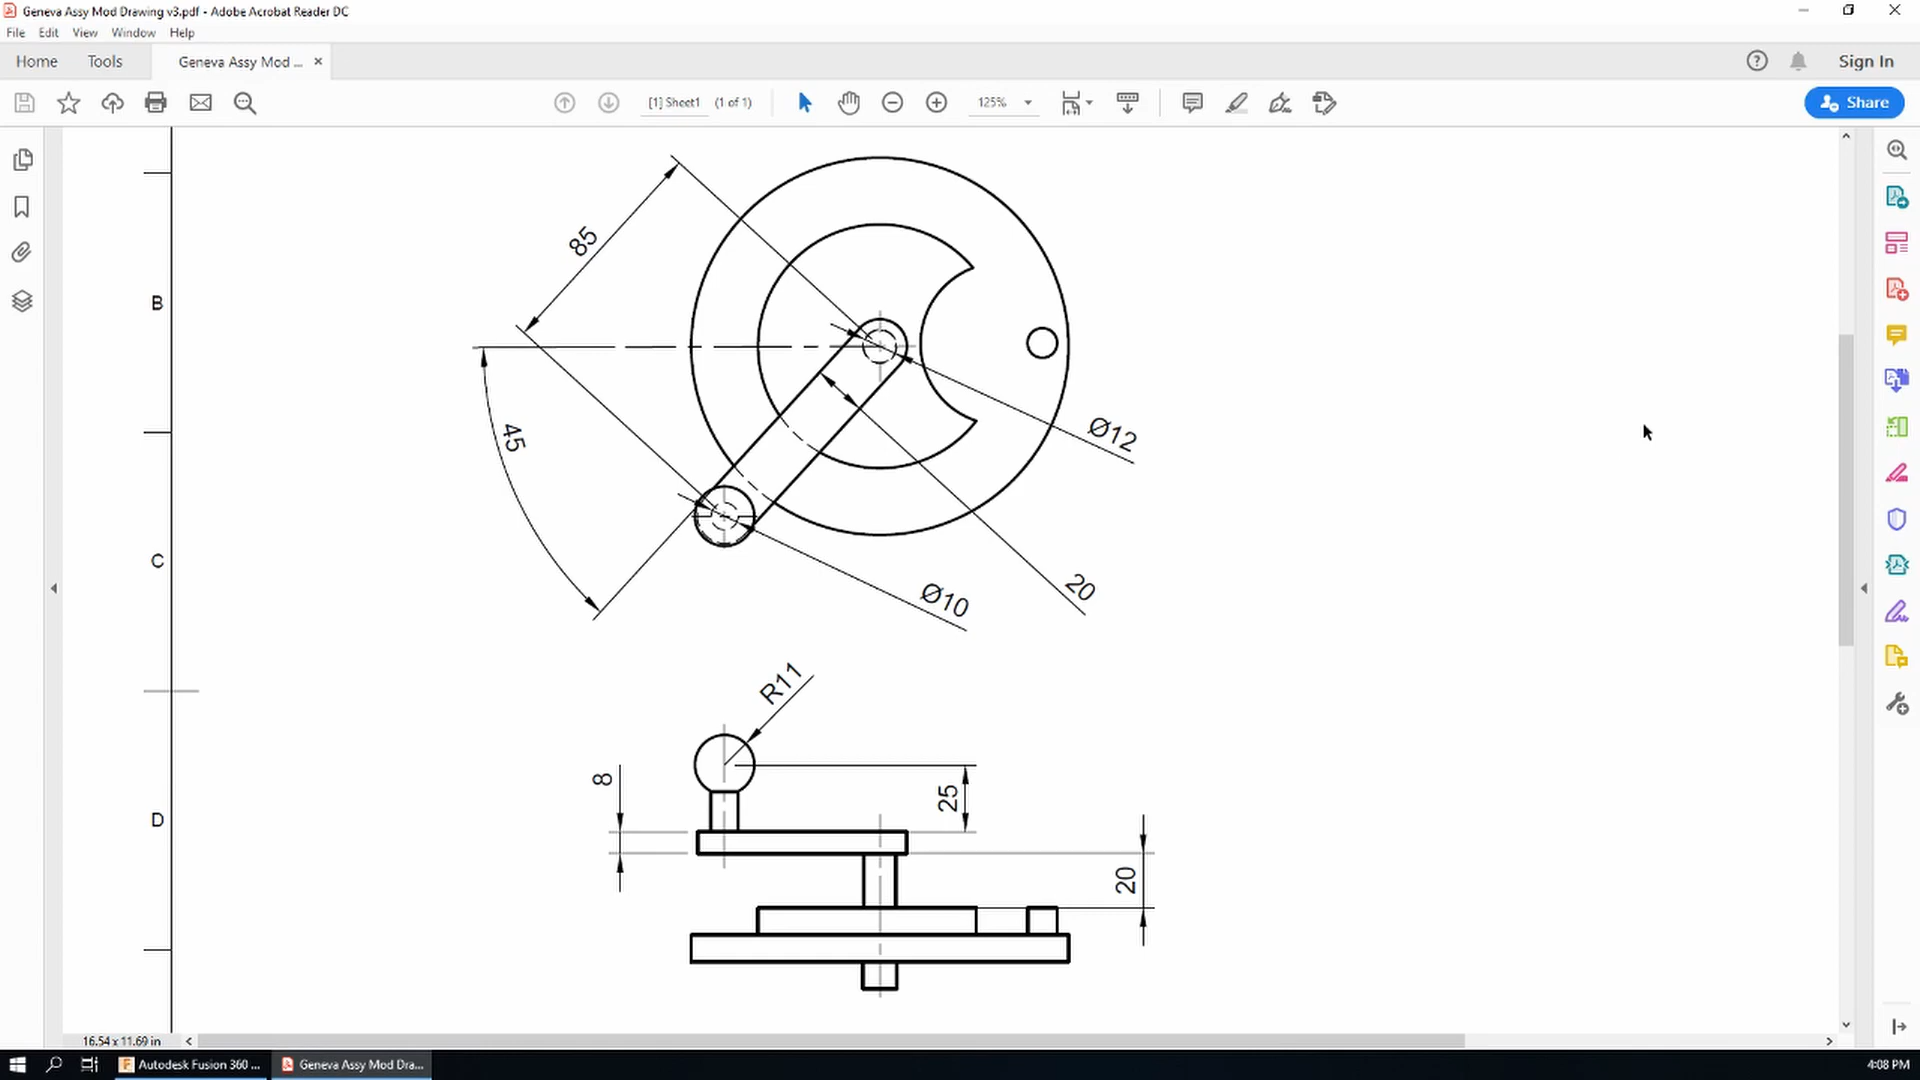 Geneva Assy Mod Drawing v3.pdf - Adobe Acrobat Reader DC
File Edit View Window Help
Home Tools Geneva Assy Mod ... × Sign In
[1] Sheet1 (1 of 1) 125% Share
85
B
45
Ø12
C
20
Ø10
R11
8
25
D
20
16.54 x 11.69 in
Autodesk Fusion 360 ... Geneva Assy Mod Dra... 4:08 PM